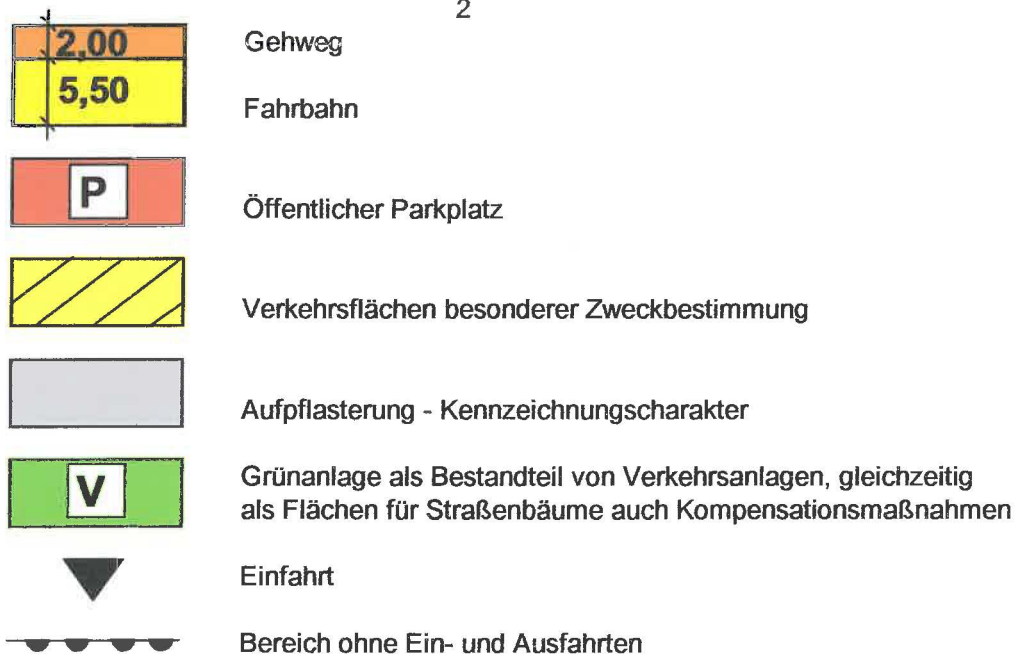 2
2,00 Gehweg
5,50 Fahrbahn
P Öffentlicher Parkplatz
Verkehrsflächen besonderer Zweckbestimmung
Aufpflasterung - Kennzeichnungscharakter
V Grünanlage als Bestandteil von Verkehrsanlagen, gleichzeitig
als Flächen für Straßenbäume auch Kompensationsmaßnahmen
Einfahrt
Bereich ohne Ein- und Ausfahrten